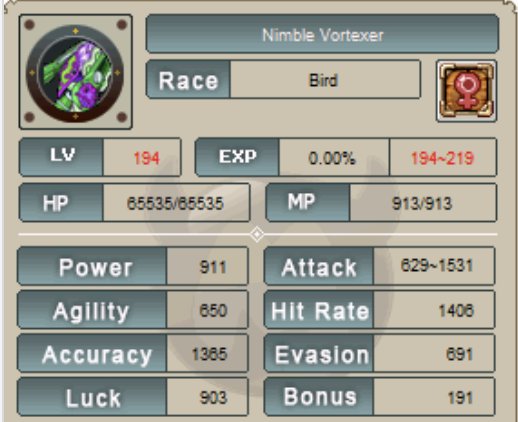 Nimble Vortexer
Race Bird
LV 194 EXP 0.00% 194~219
HP 65535/65535 MP 913/913
Power 911 Attack 629~1531
Agility 650 Hit Rate 1406
Accuracy 1365 Evasion 691
Luck 903 Bonus 191